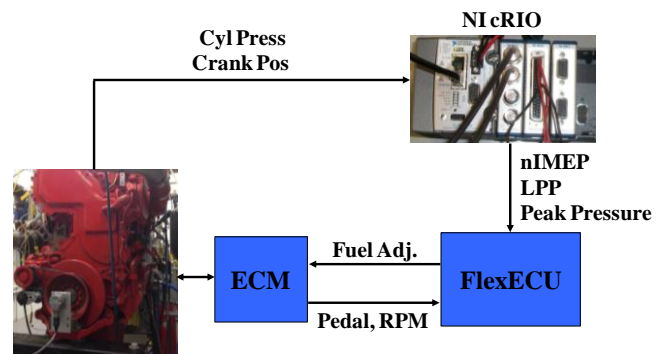 NI cRIO
Cyl Press
Crank Pos
nIMEP
LPP
Peak Pressure
Fuel Adj.
ECM
FlexECU
Pedal, RPM